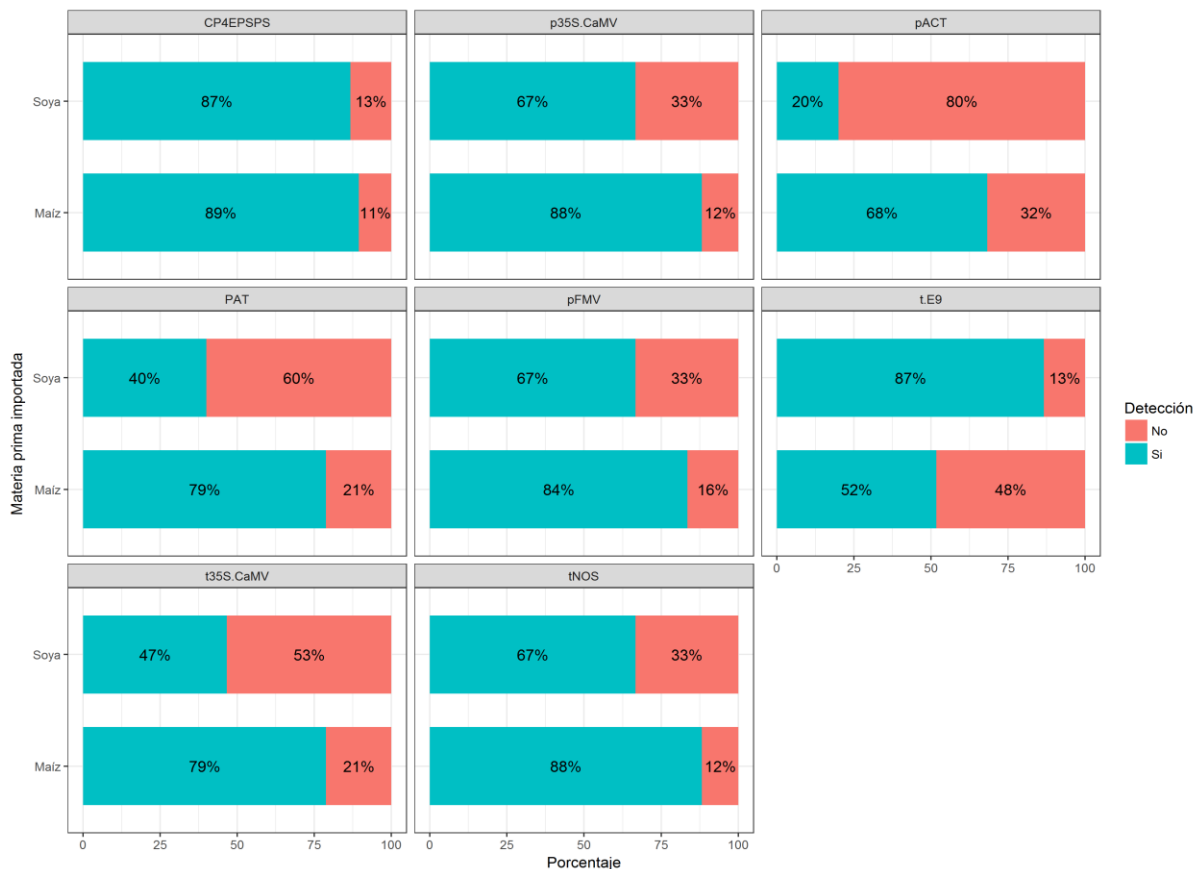 CP4EPSPS
p35S.CaMV
pACT
Soya
87%
13%
67%
33%
20%
80%
Maíz
89%
11%
88%
12%
68%
32%
PAT
pFMV
t.E9
Soya
40%
60%
67%
33%
87%
13%
Maíz
79%
21%
84%
16%
52%
48%
0
25
50
75
100
t35S.CaMV
tNOS
Soya
47%
53%
67%
33%
Maíz
79%
21%
88%
12%
0
25
50
75
100
0
25
50
75
100
Porcentaje
Materia prima importada
Detección
No
Si